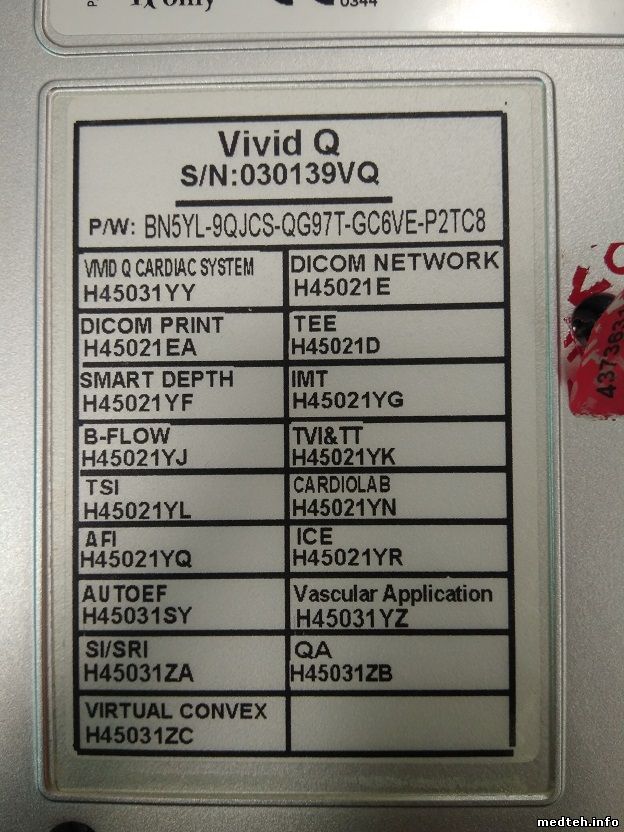 R only
0344
Vivid Q
S/N:030139VQ
P/W: BN5YL-9QJCS-QG97T-GC6VE-P2TC8
VIVID Q CARDIAC SYSTEM
H45031YY
DICOM NETWORK
H45021E
DICOM PRINT
H45021EA
TEE
H45021D
SMART DEPTH
H45021YF
IMT
H45021YG
B-FLOW
H45021YJ
TVI&TT
H45021YK
TSI
H45021YL
CARDIOLAB
H45021YN
AFI
H45021YQ
ICE
H45021YR
AUTOEF
H45031SY
Vascular Application
H45031YZ
SI/SRI
H45031ZA
QA
H45031ZB
VIRTUAL CONVEX
H45031ZC
medteh.info